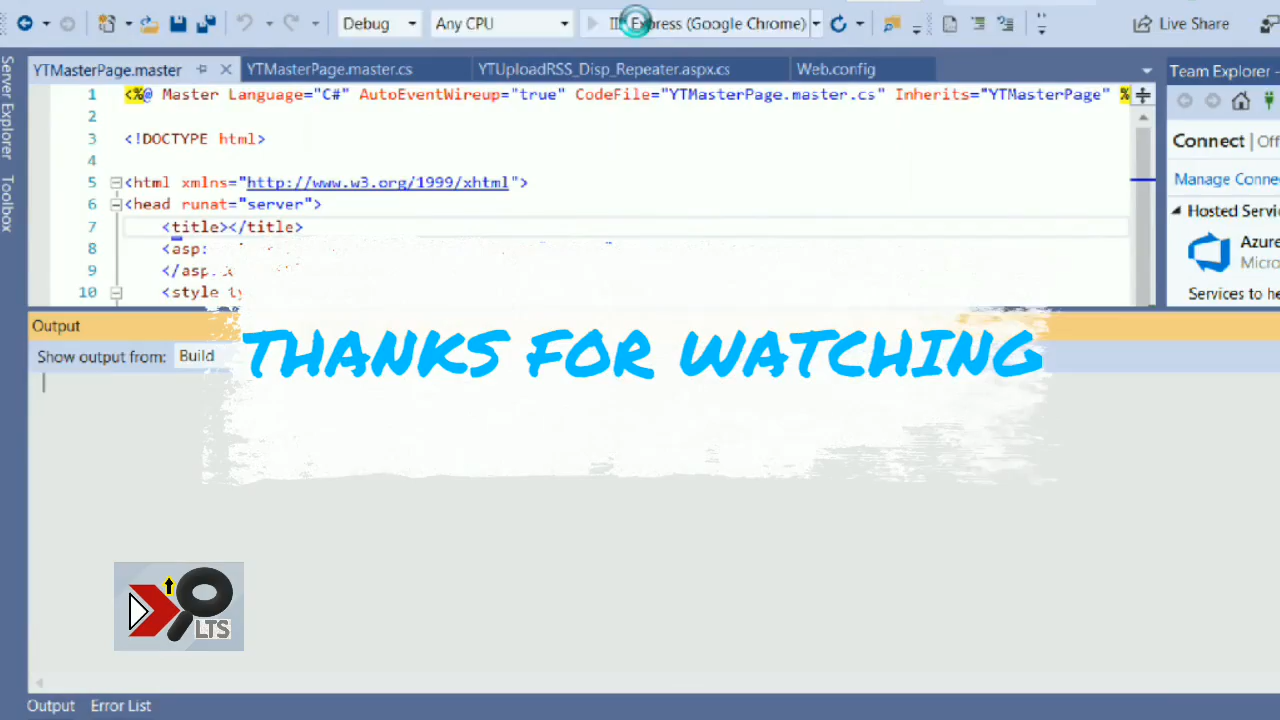 Debug Any CPU IIS Express (Google Chrome) Live Share
Server Explorer
Toolbox
YTMasterPage.master YTMasterPage.master.cs YTUploadRSS_Disp_Repeater.aspx.cs Web.config
1 <%@ Master Language="C#" AutoEventWireup="true" CodeFile="YTMasterPage.master.cs" Inherits="YTMasterPage" %
2
3 <!DOCTYPE html>
4
5 <html xmlns="http://www.w3.org/1999/xhtml">
6 <head runat="server">
7 <title></title>
8 <asp:
9 </asp:
10 <style
Team Explorer -
Connect | Off
Manage Conne
Hosted Servi
Azure
Micro
Services to he
Output
Show output from: Build
THANKS FOR WATCHING
LTS
Output Error List